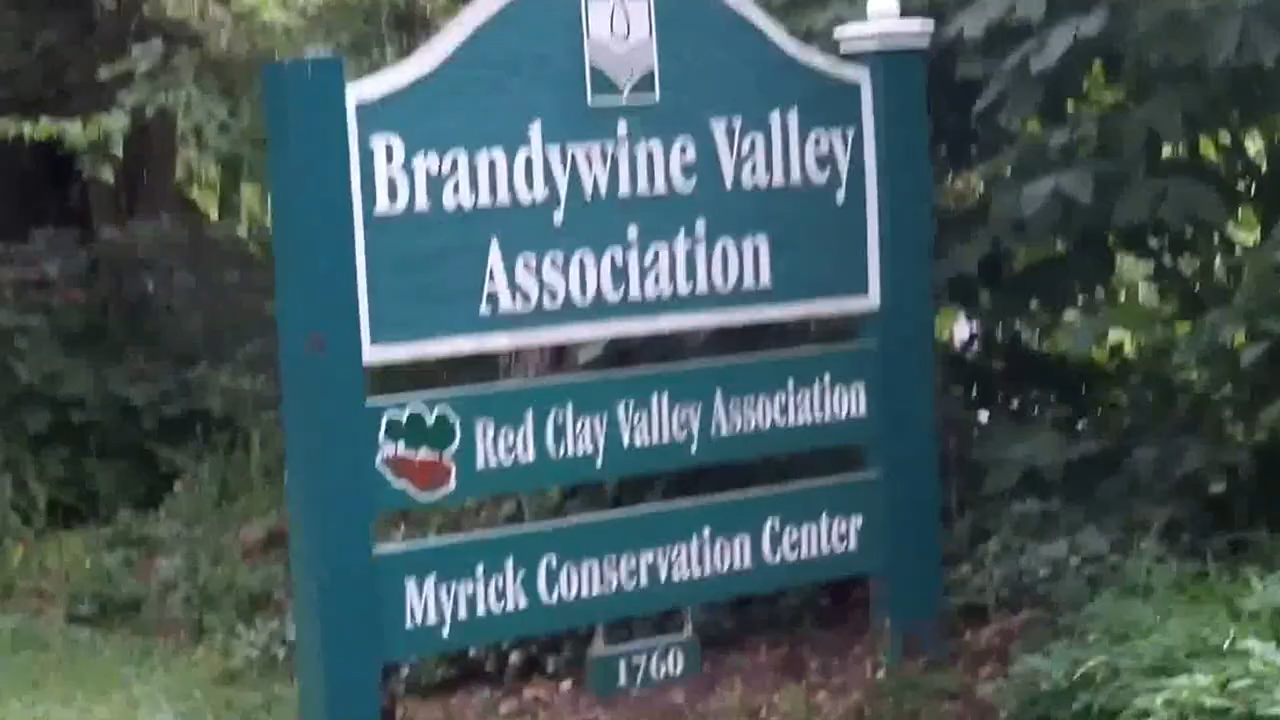 Brandywine Valley
Association
Red Clay Valley Association
Myrick Conservation Center
1760